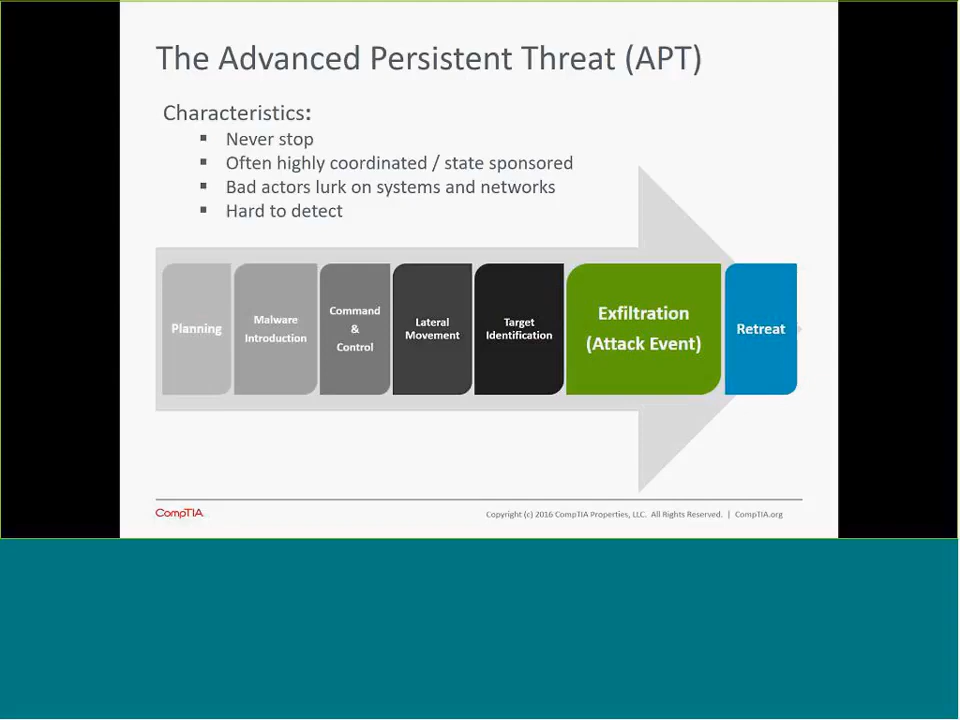 The Advanced Persistent Threat (APT)
Characteristics:
▪ Never stop
▪ Often highly coordinated / state sponsored
▪ Bad actors lurk on systems and networks
▪ Hard to detect
Planning
Malware
Introduction
Command
&
Control
Lateral
Movement
Target
Identification
Exfiltration
(Attack Event)
Retreat
CompTIA
Copyright (c) 2016 CompTIA Properties, LLC. All Rights Reserved. | CompTIA.org